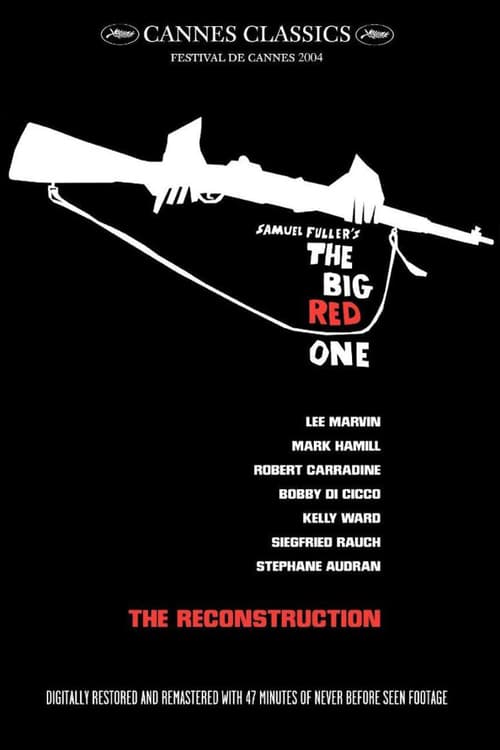 CANNES CLASSICS
FESTIVAL DE CANNES 2004
SAMUEL FULLER'S
THE
BIG
RED
ONE
LEE MARVIN
MARK HAMILL
ROBERT CARRADINE
BOBBY DI CICCO
KELLY WARD
SIEGFRIED RAUCH
STEPHANE AUDRAN
THE RECONSTRUCTION
DIGITALLY RESTORED AND REMASTERED WITH 47 MINUTES OF NEVER BEFORE SEEN FOOTAGE